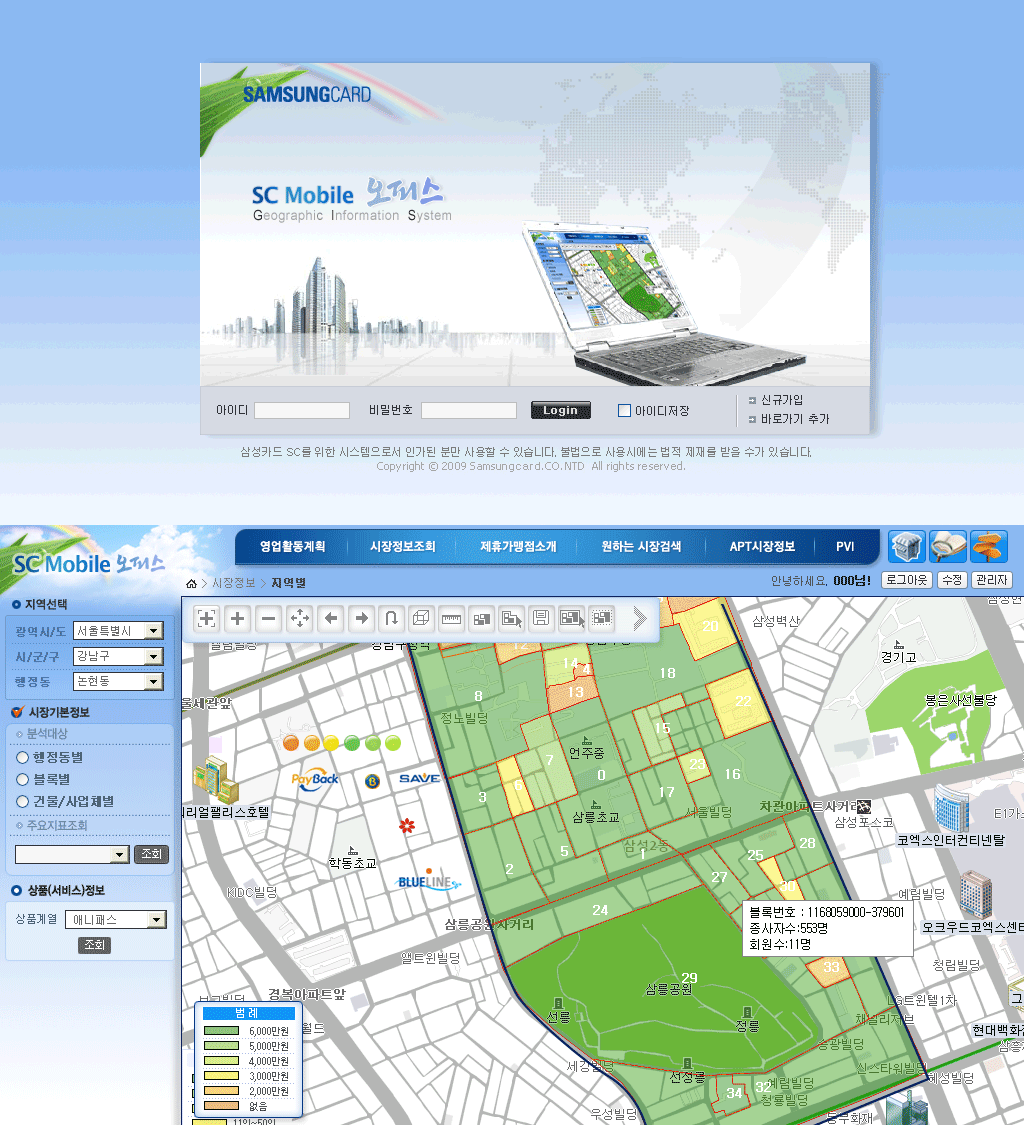 SAMSUNGCARD
SC Mobile 오피스
Geographic Information System
아이디
비밀번호
Login
아이디저장
신규가입
바로가기 추가
삼성카드 SC를 위한 시스템으로서 인가된 분만 사용할 수 있습니다. 불법으로 사용시에는 법적 제재를 받을 수가 있습니다.
Copyright © 2009 Samsungcard.CO.NTD All rights reserved.
SC Mobile 오피스
영업활동계획 시장정보조회 제휴가맹점소개 원하는 시장검색 APT시장정보 PVI
> 시장정보 > 지역별
안녕하세요. 000님! 로그아웃 수정 관리자
지역선택
광역시/도 서울특별시
시/군/구 강남구
행정동 논현동
시장기본정보
분석대상
행정동별
블록별
건물/사업체별
주요지표조회
조회
상품(서비스)정보
상품계열 애니패스
조회
20
삼성벽산
경기고
12
14
4
13
18
8
정노빌딩
22
봉은사선불당
15
언주중
7
0
23
16
PayBack
B
SAVE
3
17
서울빌딩
차관아파트사거리
삼성포스코
E1가스
리얼팰리스호텔
삼릉초교
삼성2동
코엑스인터컨티넨탈
학동초교
5
1
28
25
2
27
30
BLUELINE
KIDC빌딩
예림빌딩
24
삼릉공원사거리
블록번호 : 1168059000-379601
종사자수:553명
회원수:11명
오크우드코엑스센터
앨트윈빌딩
청림빌딩
33
29
삼릉공원
경복아파트앞
LG트윈텔1차
선릉
정릉
채널리저브
현대백화점
송광빌딩
세강빌딩
선정릉
신스타워빌딩
혜성빌딩
34
32
예림빌딩
청룡빌딩
우성빌딩
동부화재
범 례
6,000만원
5,000만원
4,000만원
3,000만원
2,000만원
없음
11인~50인